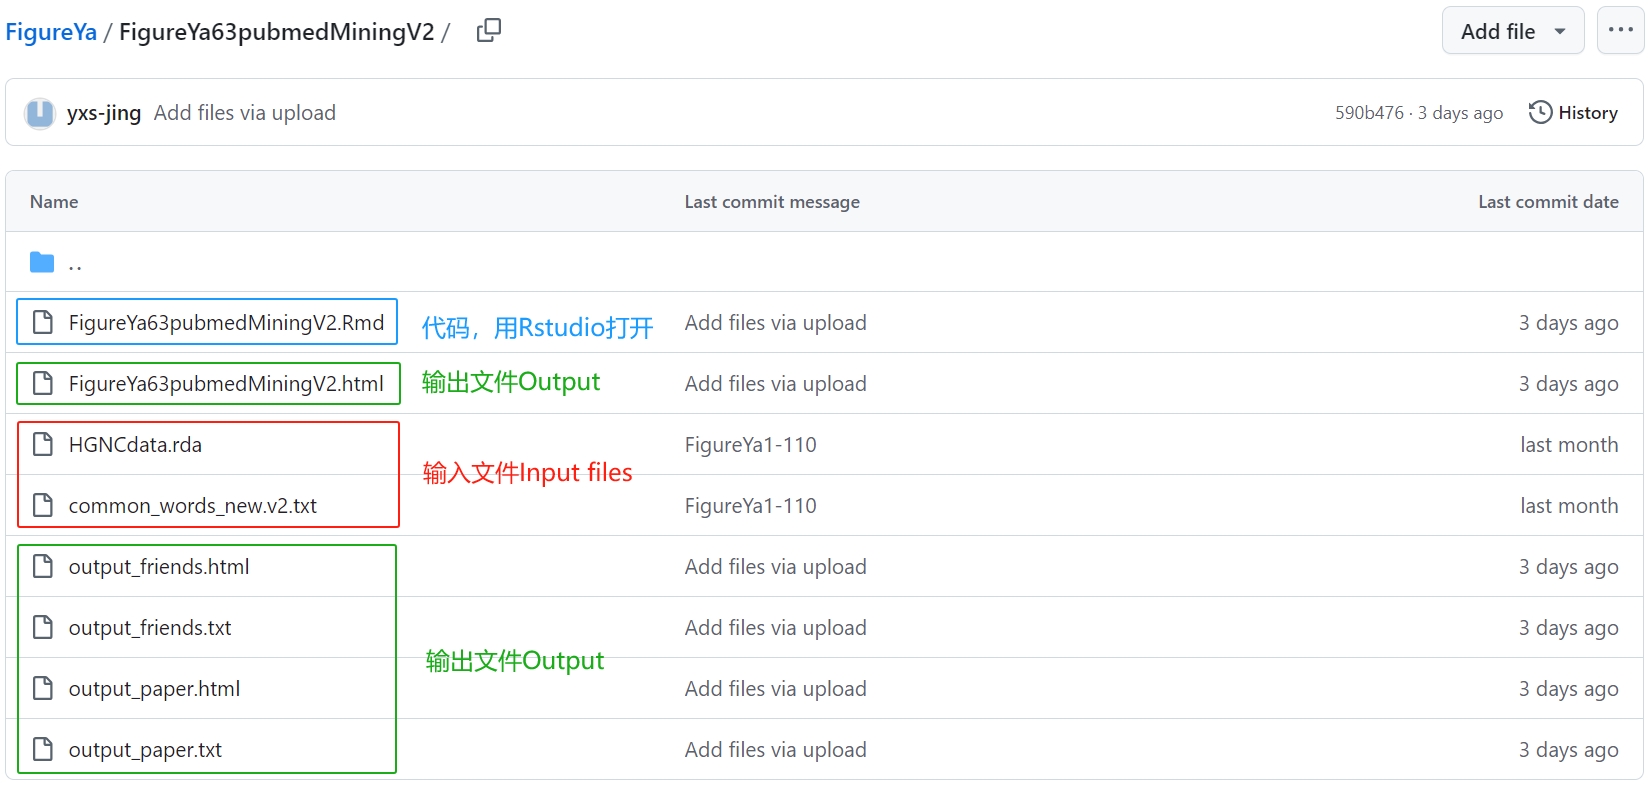 FigureYa / FigureYa63pubmedMiningV2 /
Add file
yxs-jing Add files via upload 590b476 · 3 days ago History
Name Last commit message Last commit date
..
FigureYa63pubmedMiningV2.Rmd 代码，用Rstudio打开 Add files via upload 3 days ago
FigureYa63pubmedMiningV2.html 输出文件Output Add files via upload 3 days ago
HGNCdata.rda FigureYa1-110 last month
输入文件Input files
common_words_new.v2.txt FigureYa1-110 last month
output_friends.html Add files via upload 3 days ago
output_friends.txt Add files via upload 3 days ago
输出文件Output
output_paper.html Add files via upload 3 days ago
output_paper.txt Add files via upload 3 days ago